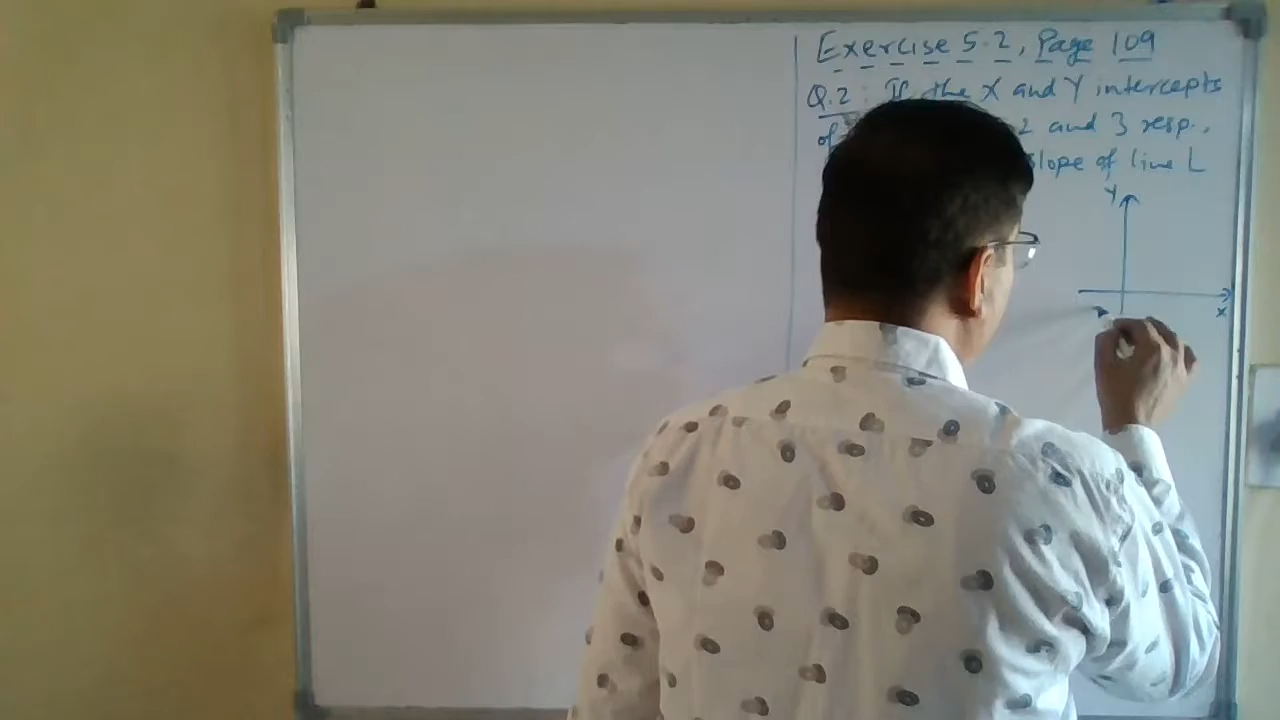 Exercise 5.2, Page 109
Q.2 If the X and Y intercepts
of 2 and 3 resp.,
slope of line L
Y
X